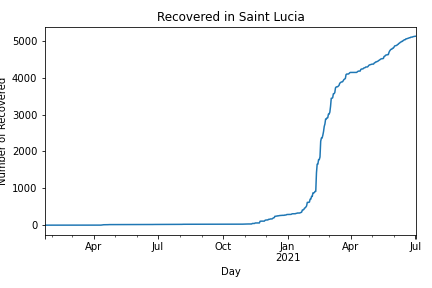 Recovered in Saint Lucia
Number of Recovered
5000
4000
3000
2000
1000
0
Apr
Jul
Oct
Jan
2021
Apr
Jul
Day